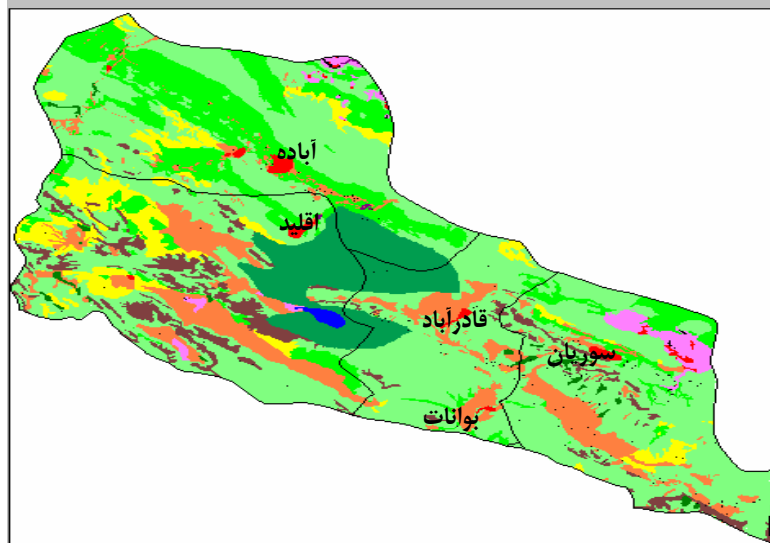 آباده
اقلید
قادرآباد
سوریان
بوانات